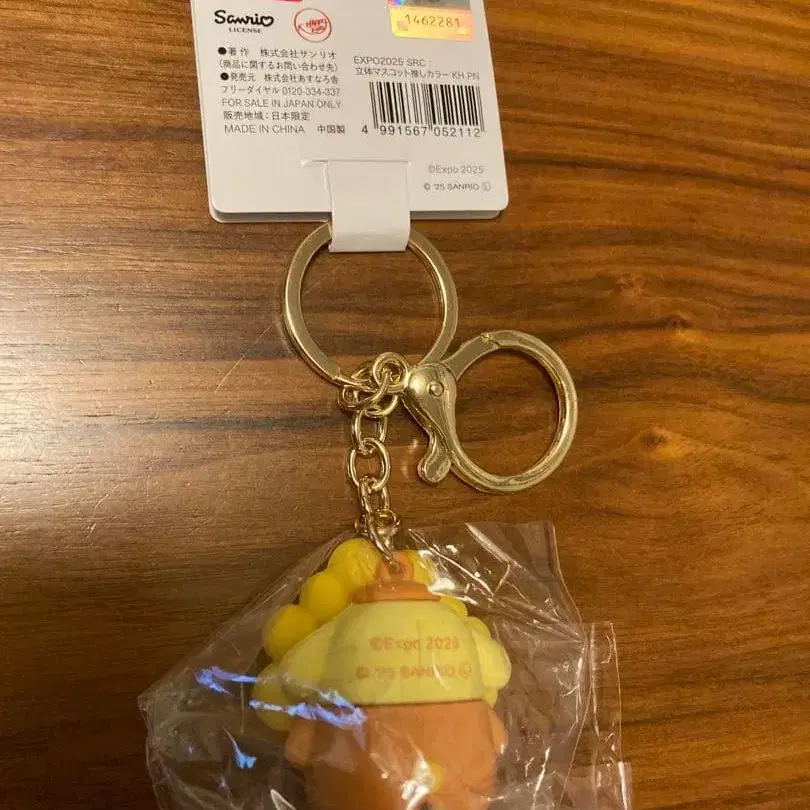 Sanrio
LICENSE
1462281
●著作 株式会社サンリオ
(商品に関するお問い合わせ先)
●発売元 株式会社あすなろ舎
フリーダイヤル 0120-334-337
FOR SALE IN JAPAN ONLY
販売地域：日本限定
MADE IN CHINA 中国製
EXPO2025 SRC :
立体マスコット推しカラー KH PN
4 991567 052112
©Expo 2025
© '25 SANRIO Ⓛ
©Expo 2025
© '25 SANRIO Ⓛ